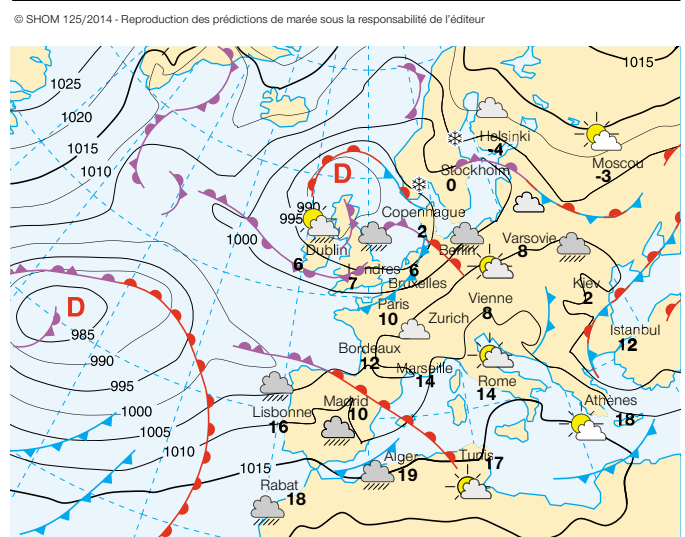 © SHOM 125/2014 - Reproduction des prédictions de marée sous la responsabilité de l'éditeur
1015
1025
1020
1015
1010
Helsinki
-4
Moscou
-3
D
Stockholm
0
990
995
Copenhague
2
1000
Dublin
6
Berlin
Varsovie
Londres 6
7
Bruxelles
Kiev
2
D
Paris
10
Vienne
8
985
Zurich
Istanbul
12
990
Bordeaux
12
Marseille
14
995
Rome
14
1000
Lisbonne
16
Madrid
10
Athènes
18
1005
1010
1015
Alger
19
Tunis
17
Rabat
18